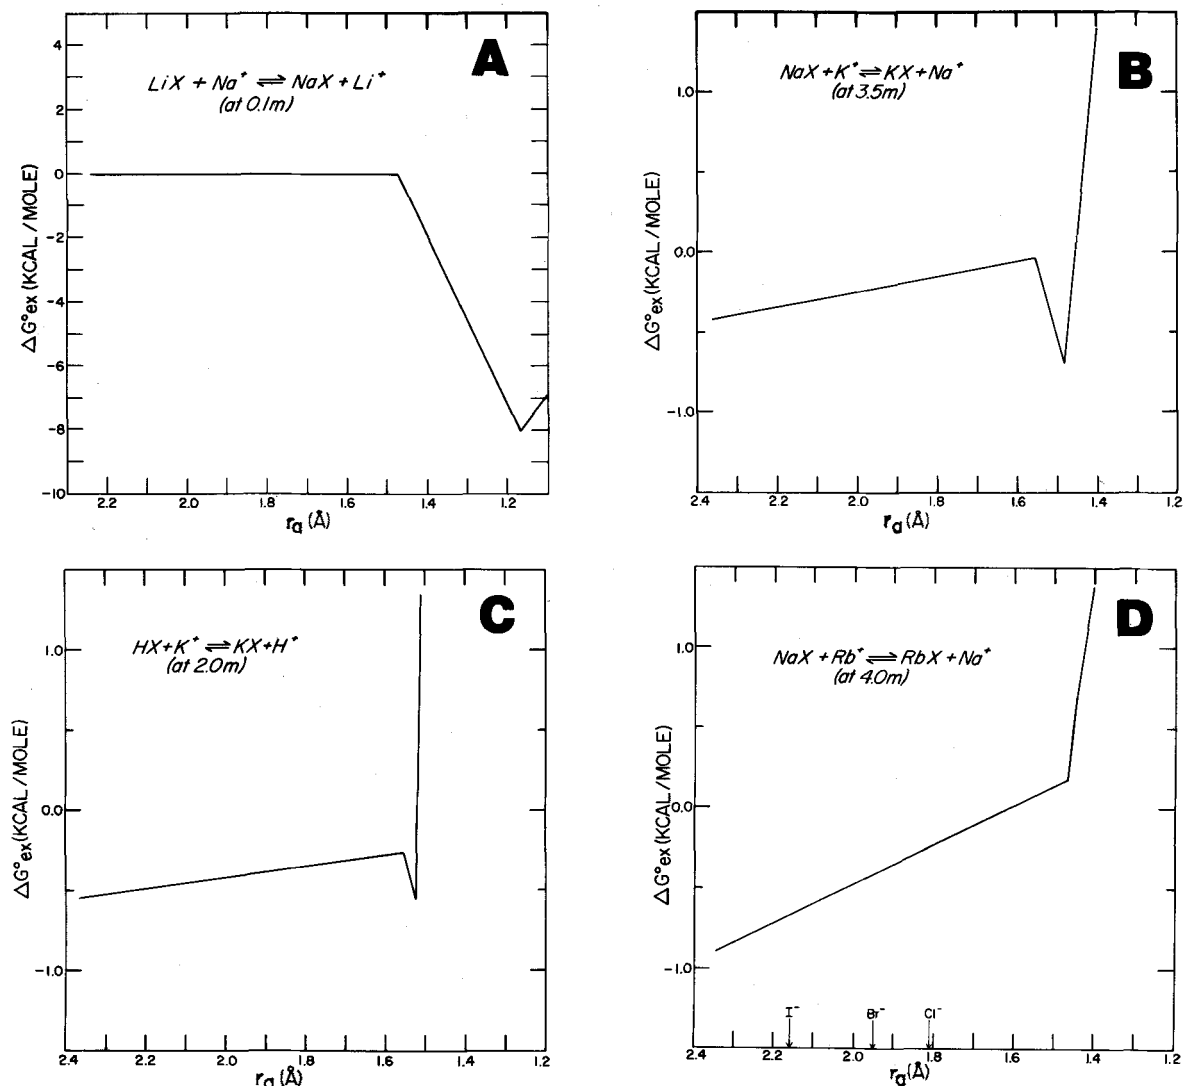 A
LiX + Na⁺ ⇌ NaX + Li⁺
(at 0.1m)
ΔG°ex (KCAL/MOLE)
4
2
0
-2
-4
-6
-8
-10
2.2 2.0 1.8 1.6 1.4 1.2
ra (Å)
B
NaX + K⁺ ⇌ KX + Na⁺
(at 3.5m)
ΔG°ex (KCAL/MOLE)
1.0
0.0
-1.0
2.4 2.2 2.0 1.8 1.6 1.4 1.2
ra (Å)
C
HX + K⁺ ⇌ KX + H⁺
(at 2.0m)
ΔG°ex (KCAL/MOLE)
1.0
0.0
-1.0
2.4 2.2 2.0 1.8 1.6 1.4 1.2
ra (Å)
D
NaX + Rb⁺ ⇌ RbX + Na⁺
(at 4.0m)
ΔG°ex (KCAL/MOLE)
1.0
0.0
-1.0
I⁻ Br⁻ Cl⁻
2.4 2.2 2.0 1.8 1.6 1.4 1.2
ra (Å)